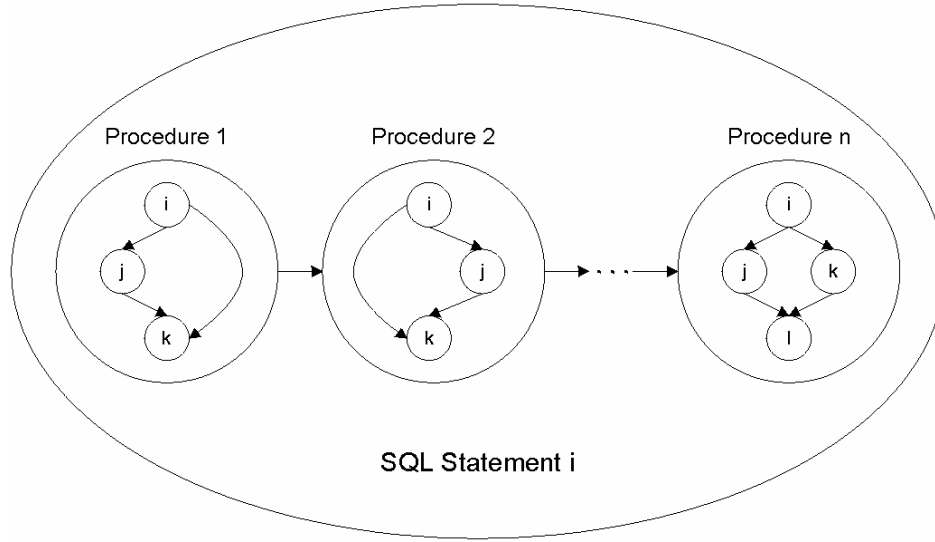 Procedure 1
Procedure 2
Procedure n
i
i
i
j
j
j
k
k
k
l
. . .
SQL Statement i